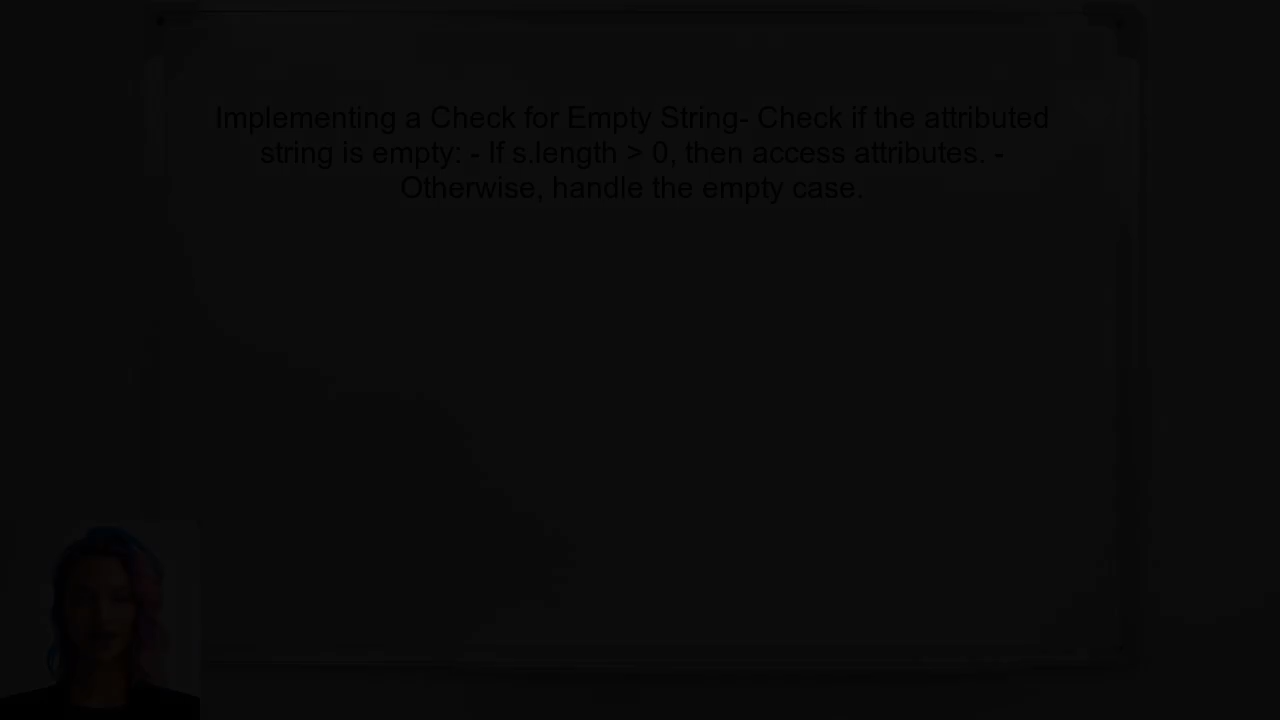 Implementing a Check for Empty String- Check if the attributed
string is empty: - If s.length > 0, then access attributes. -
Otherwise, handle the empty case.